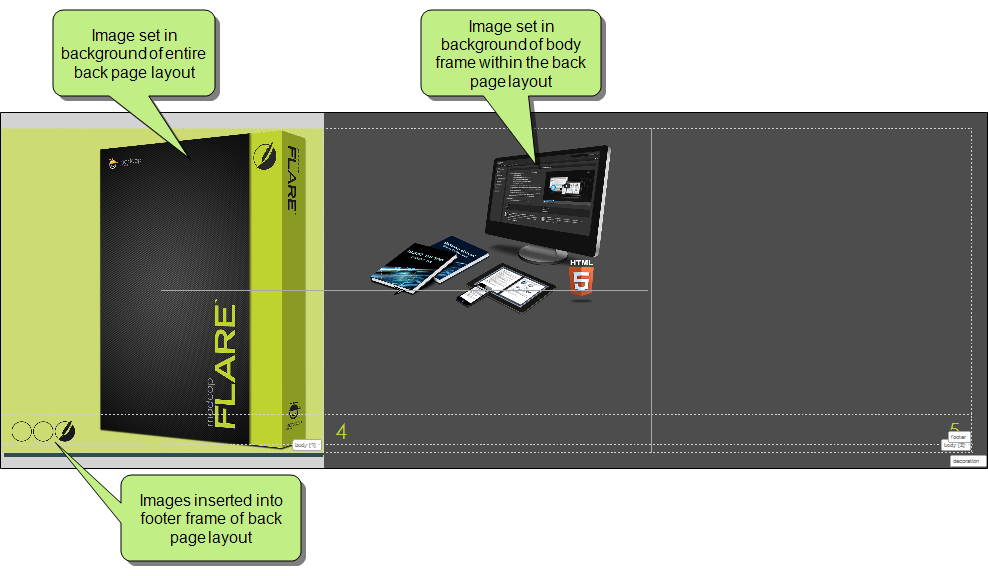 Image set in
background of entire
back page layout
Image set in
background of body
frame within the back
page layout
FLARE
HTML
5
madcap
FLARE
4
5
body (1)
footer
body (2)
decoration
Images inserted into
footer frame of back
page layout